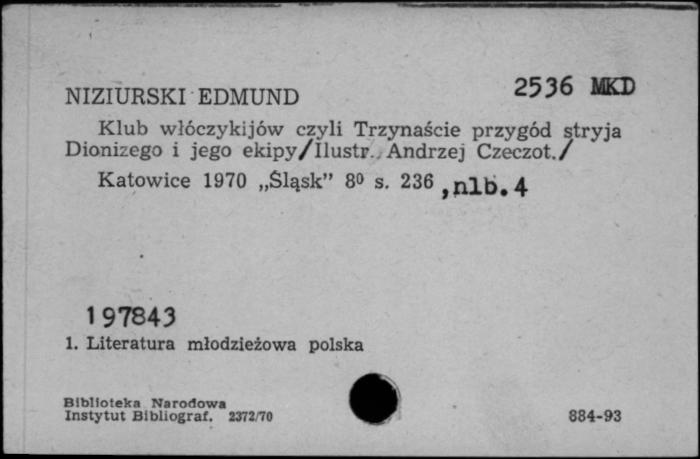 2536 MKD
NIZIURSKI EDMUND
Klub włóczykijów czyli Trzynaście przygód stryja
Dionizego i jego ekipy/Ilustr. Andrzej Czeczot./
Katowice 1970 „Śląsk” 8⁰ s. 236 , nlb. 4
197843
1. Literatura młodzieżowa polska
Biblioteka Narodowa
Instytut Bibliograf. 2372/70
884-93